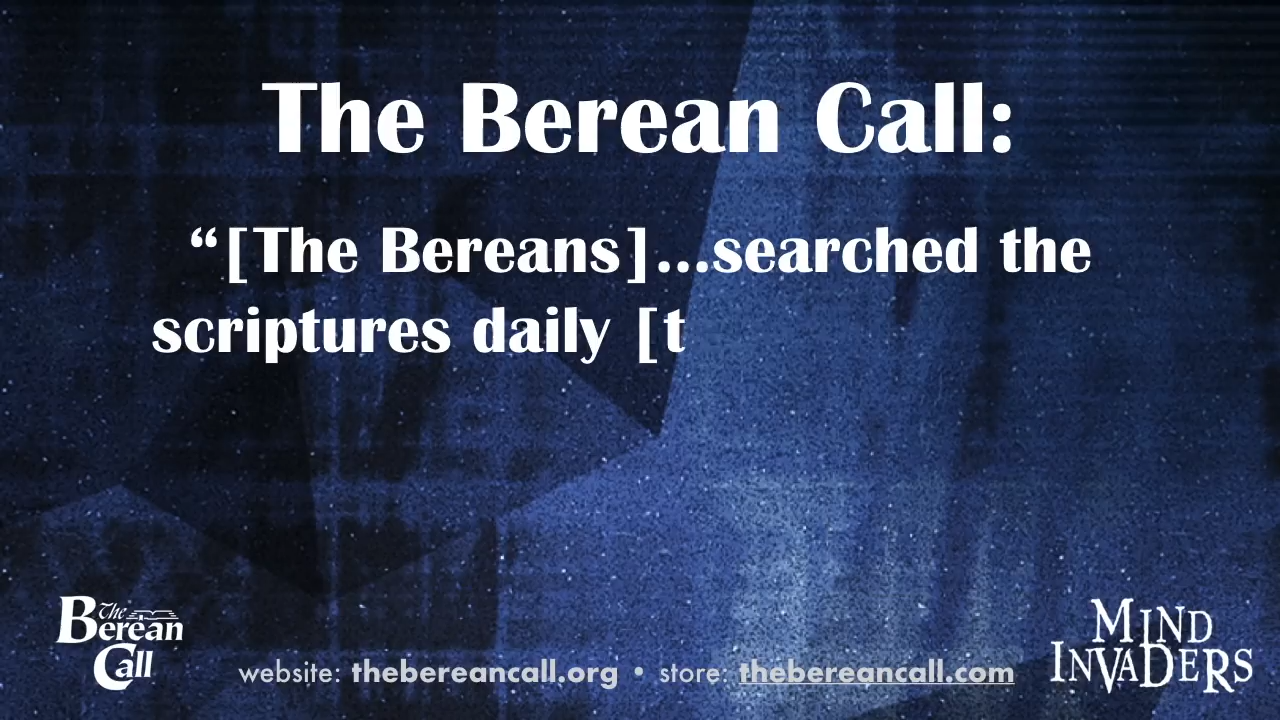 The Berean Call:
“[The Bereans]...searched the
scriptures daily [t
The
Berean
Call
website: thebereancall.org • store: thebereancall.com
MIND
INVADERS